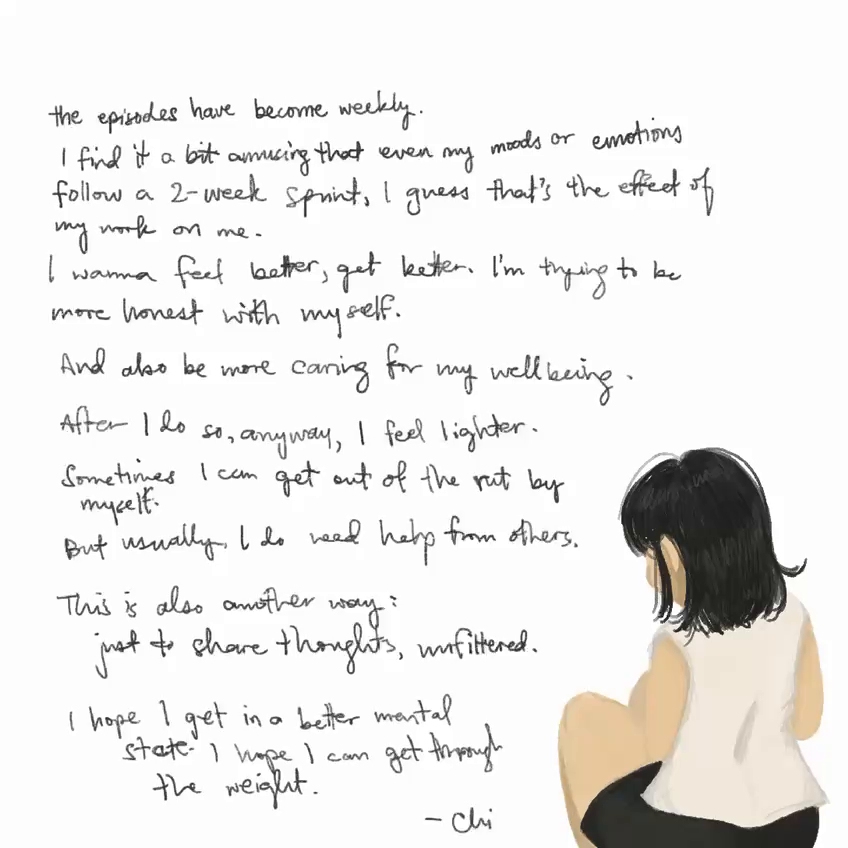 the episodes have become weekly.
I find it a bit amusing that even my moods or emotions
follow a 2-week sprint, I guess that's the effect of
my work on me.
I wanna feel better, get better. I'm trying to be
more honest with myself.
And also be more caring for my wellbeing.
After I do so, anyway, I feel lighter.
Sometimes I can get out of the rut by
myself.
But usually, I do need help from others.
This is also another way:
just to share thoughts, unfiltered.
I hope I get in a better mental
state. I hope I can get through
the weight.
- Chi